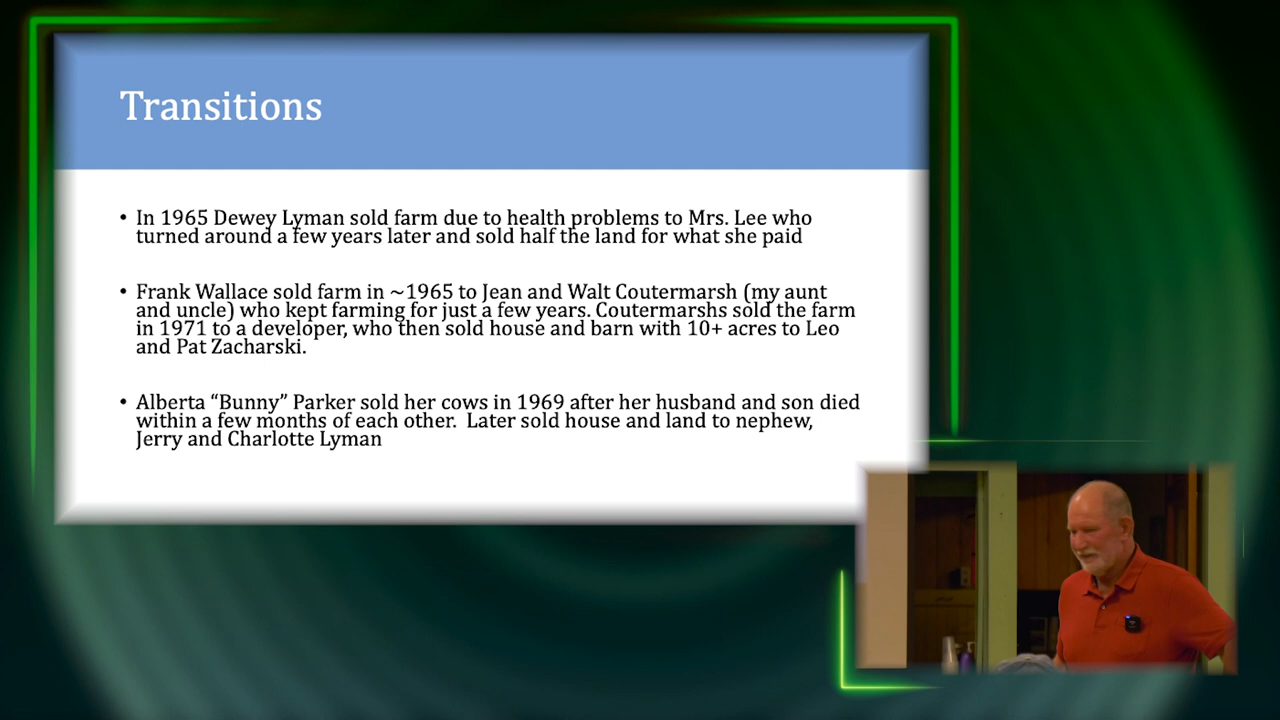 Transitions
• In 1965 Dewey Lyman sold farm due to health problems to Mrs. Lee who
turned around a few years later and sold half the land for what she paid
• Frank Wallace sold farm in ~1965 to Jean and Walt Coutermarsh (my aunt
and uncle) who kept farming for just a few years. Coutermarshs sold the farm
in 1971 to a developer, who then sold house and barn with 10+ acres to Leo
and Pat Zacharski.
• Alberta “Bunny” Parker sold her cows in 1969 after her husband and son died
within a few months of each other.  Later sold house and land to nephew,
Jerry and Charlotte Lyman